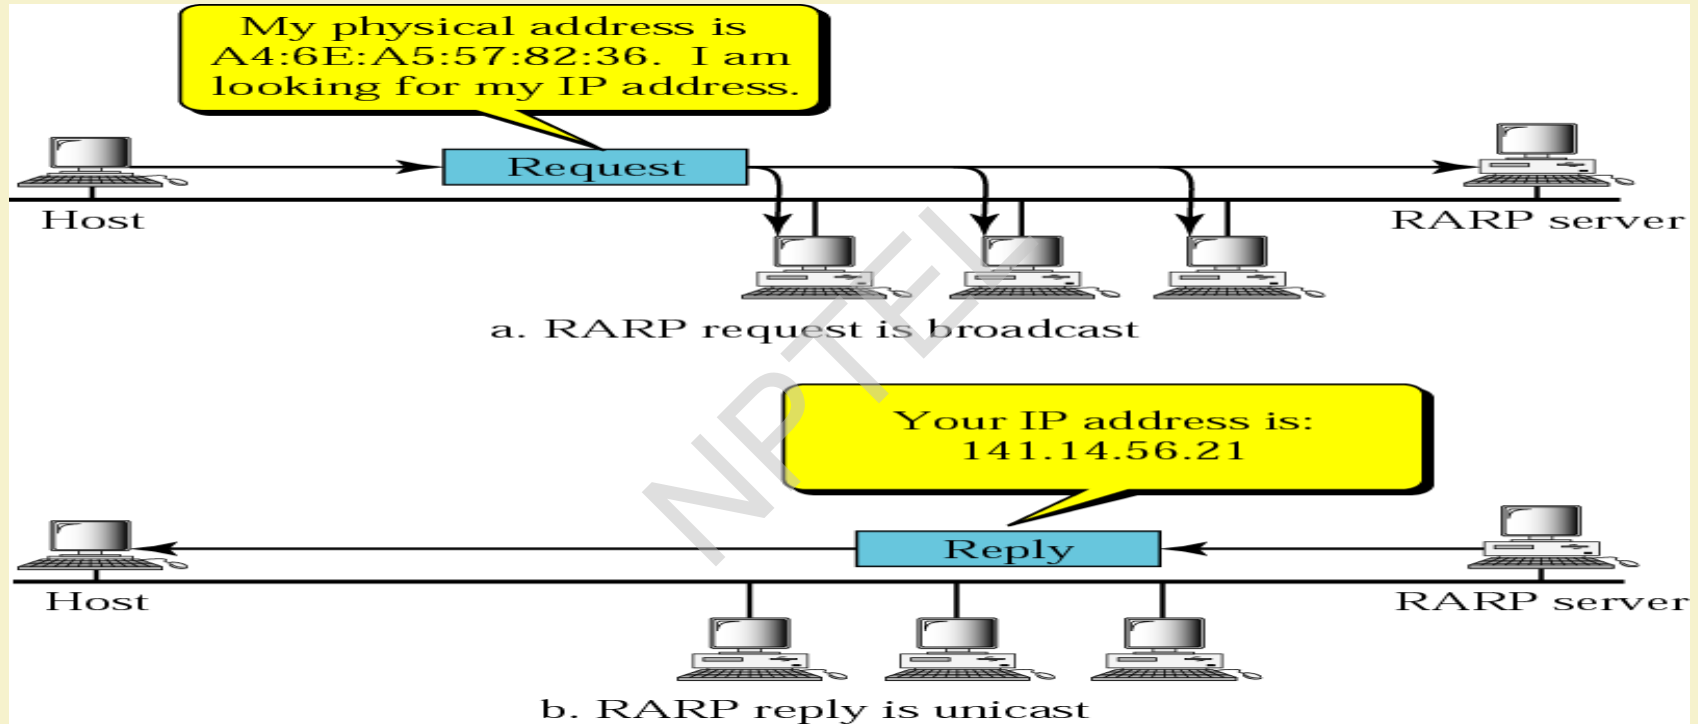 My physical address is
A4:6E:A5:57:82:36. I am
looking for my IP address.
Request
Host
RARP server
a. RARP request is broadcast
NPTEL
Your IP address is:
141.14.56.21
Reply
Host
RARP server
b. RARP reply is unicast